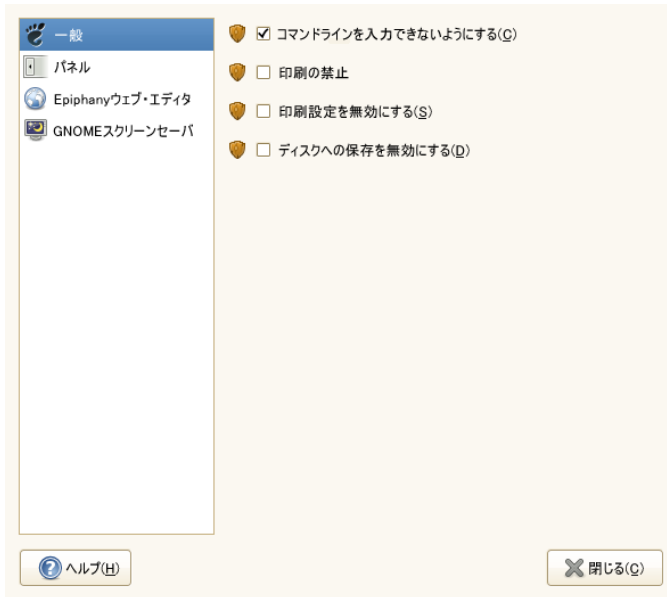 一般
パネル
Epiphanyウェブ・エディタ
GNOMEスクリーンセーバ
コマンドラインを入力できないようにする(C)
印刷の禁止
印刷設定を無効にする(S)
ディスクへの保存を無効にする(D)
ヘルプ(H)
閉じる(C)